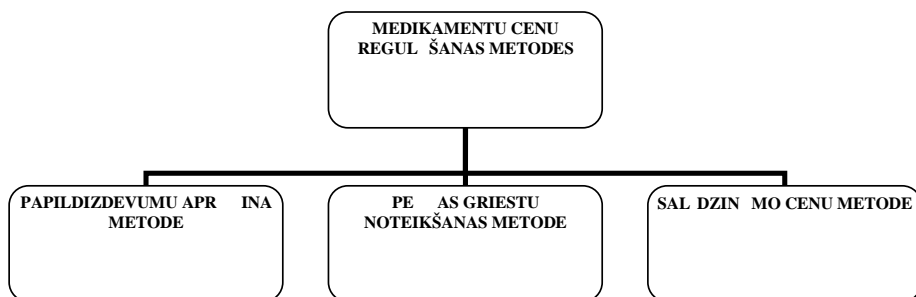 MEDIKAMENTU CENU
REGUL ŠANAS METODES
PAPILDIZDEVUMU APR INA
METODE
PE AS GRIESTU
NOTEIKŠANAS METODE
SAL DZIN MO CENU METODE